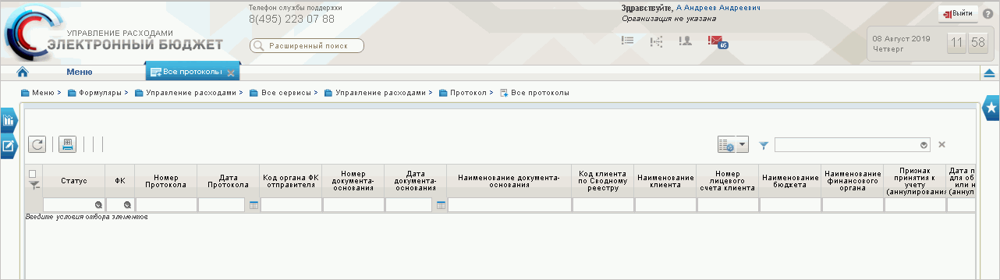 УПРАВЛЕНИЕ РАСХОДАМИ
ЭЛЕКТРОННЫЙ БЮДЖЕТ
Телефон службы поддержки
8(495) 223 07 88
Расширенный поиск
Здравствуйте, А Андреев Андреевич
Организация не указана
46
Выйти
?
08 Август 2019
Четверг
11 58
Меню
Все протоколы
Меню > Формуляры > Управление расходами > Все сервисы > Управление расходами > Протокол > Все протоколы
Статус
ФК
Номер
Протокола
Дата
Протокола
Код органа ФК
отправителя
Номер
документа-
основания
Дата
документа-
основания
Наименование документа-
основания
Код клиента
по Сводному
реестру
Наименование
клиента
Номер
лицевого
счета клиента
Наименование
бюджета
Наименование
финансового
органа
Признак
принятия к
учету
(аннулирования
Дата п
для об
или н
(аннул
Введите условия отбора элементов